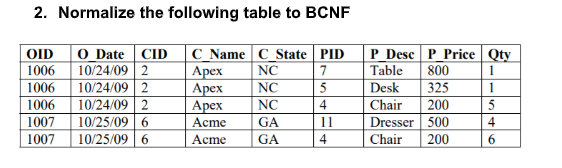 2. Normalize the following table to BCNF
OID O_Date CID C_Name C_State PID P_Desc P_Price Qty
1006 10/24/09 2 Apex NC 7 Table 800 1
1006 10/24/09 2 Apex NC 5 Desk 325 1
1006 10/24/09 2 Apex NC 4 Chair 200 5
1007 10/25/09 6 Acme GA 11 Dresser 500 4
1007 10/25/09 6 Acme GA 4 Chair 200 6